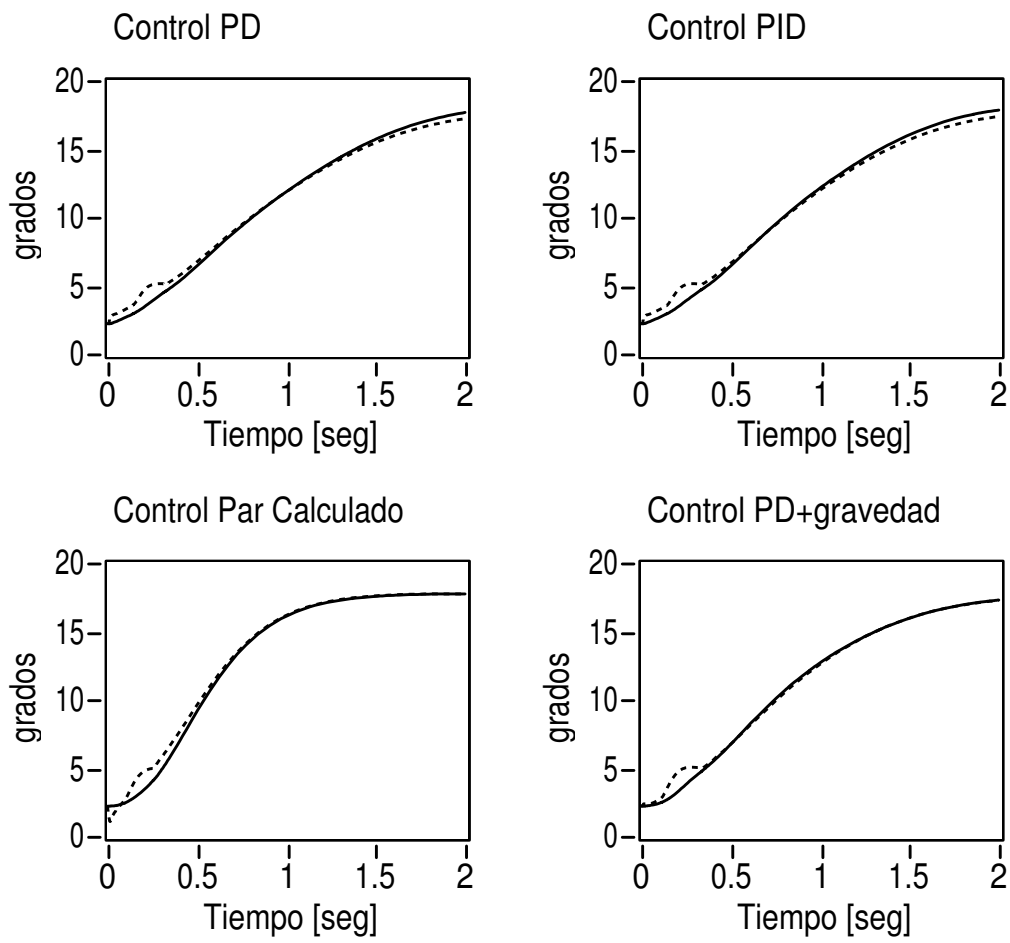 Control PD
20
15
10
5
0
grados
0 0.5 1 1.5 2
Tiempo [seg]
Control PID
20
15
10
5
0
grados
0 0.5 1 1.5 2
Tiempo [seg]
Control Par Calculado
20
15
10
5
0
grados
0 0.5 1 1.5 2
Tiempo [seg]
Control PD+gravedad
20
15
10
5
0
grados
0 0.5 1 1.5 2
Tiempo [seg]